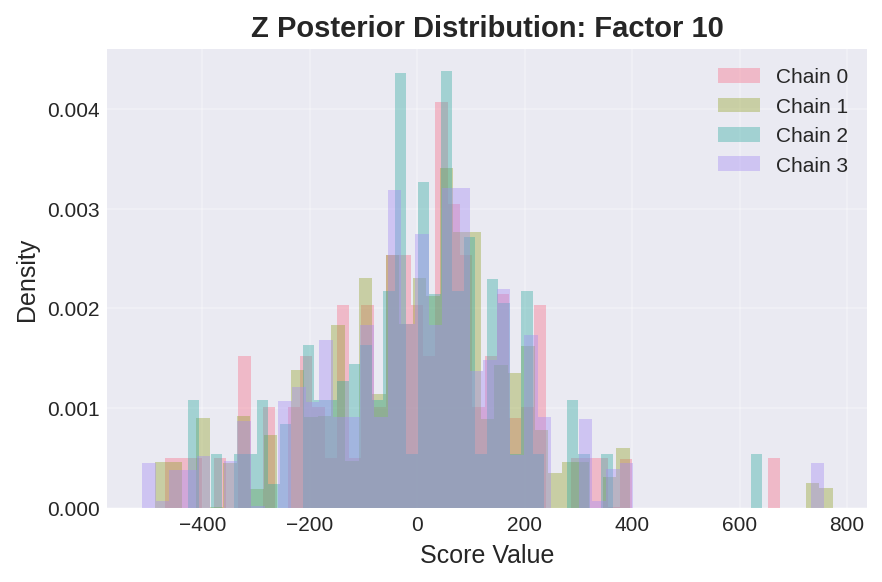 Z Posterior Distribution: Factor 10
Chain 0
Chain 1
Chain 2
Chain 3
0.004
0.003
0.002
0.001
0.000
Density
−400 −200 0 200 400 600 800
Score Value